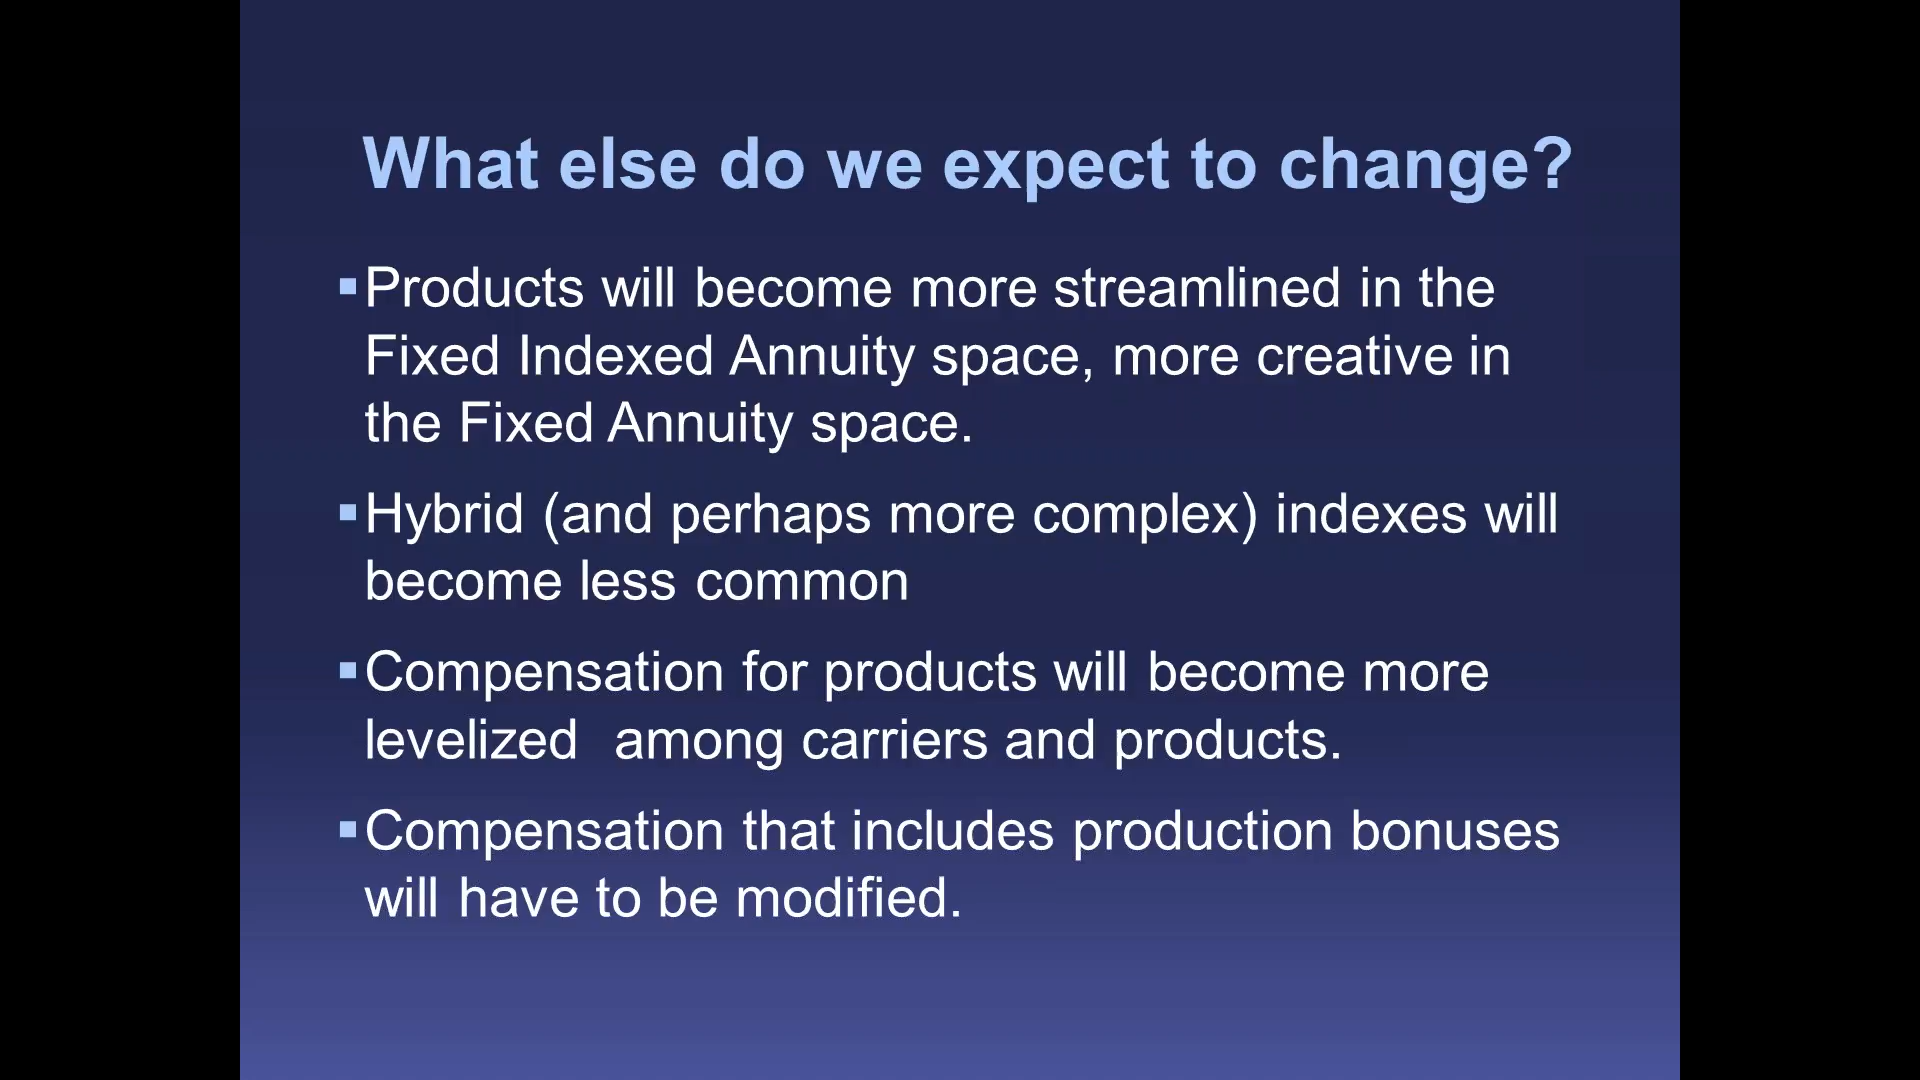 What else do we expect to change?
▪Products will become more streamlined in the
Fixed Indexed Annuity space, more creative in
the Fixed Annuity space.
▪Hybrid (and perhaps more complex) indexes will
become less common
▪Compensation for products will become more
levelized  among carriers and products.
▪Compensation that includes production bonuses
will have to be modified.